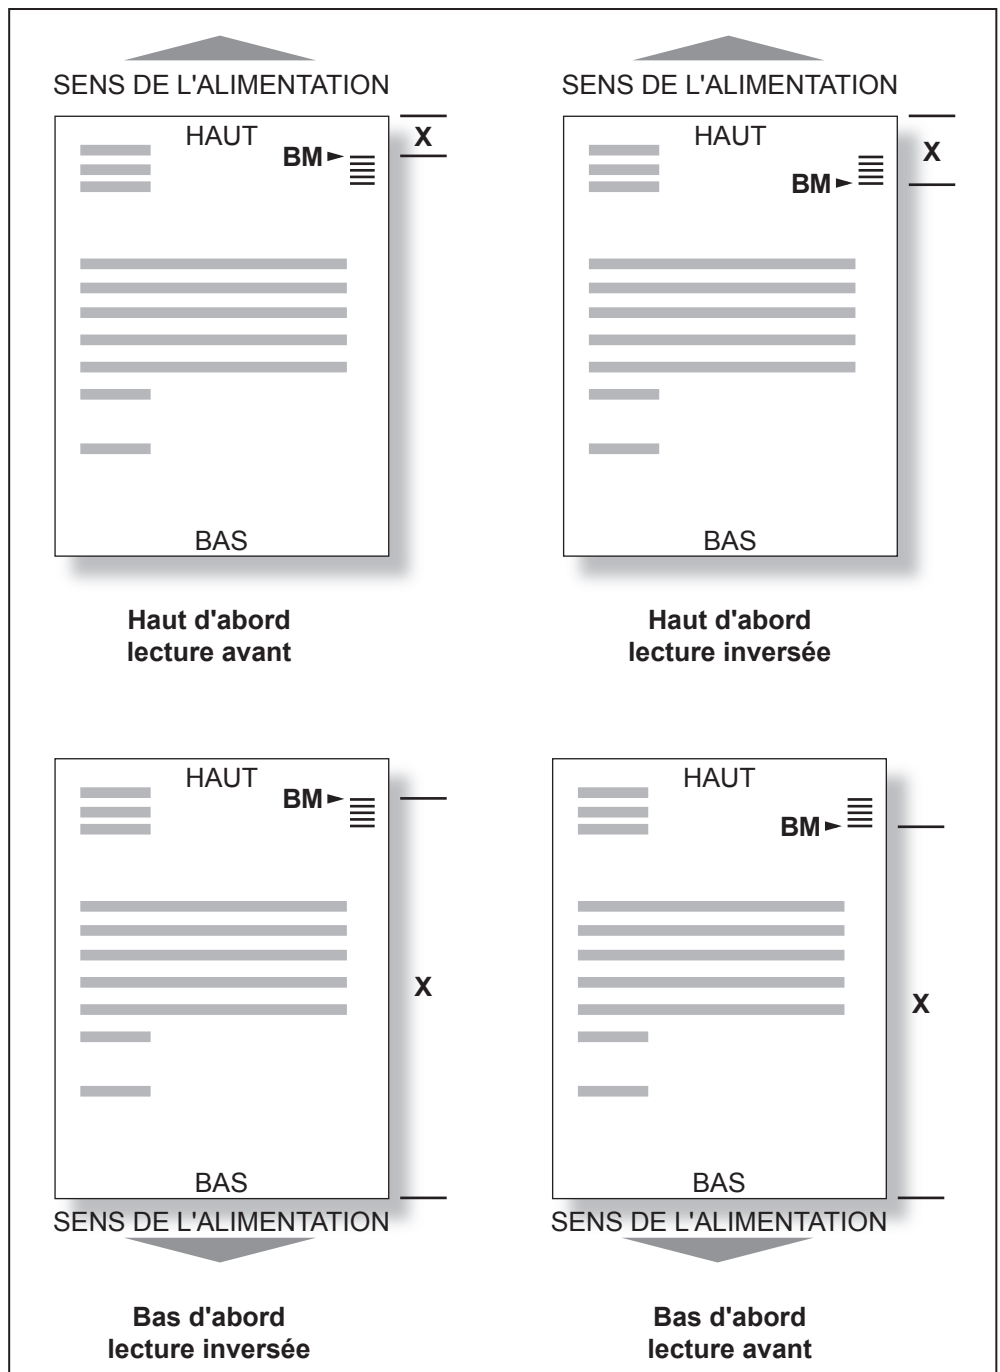 SENS DE L'ALIMENTATION
HAUT
BM
X
BAS
Haut d'abord
lecture avant
SENS DE L'ALIMENTATION
HAUT
X
BM
BAS
Haut d'abord
lecture inversée
HAUT
BM
X
BAS
SENS DE L'ALIMENTATION
Bas d'abord
lecture inversée
HAUT
BM
X
BAS
SENS DE L'ALIMENTATION
Bas d'abord
lecture avant